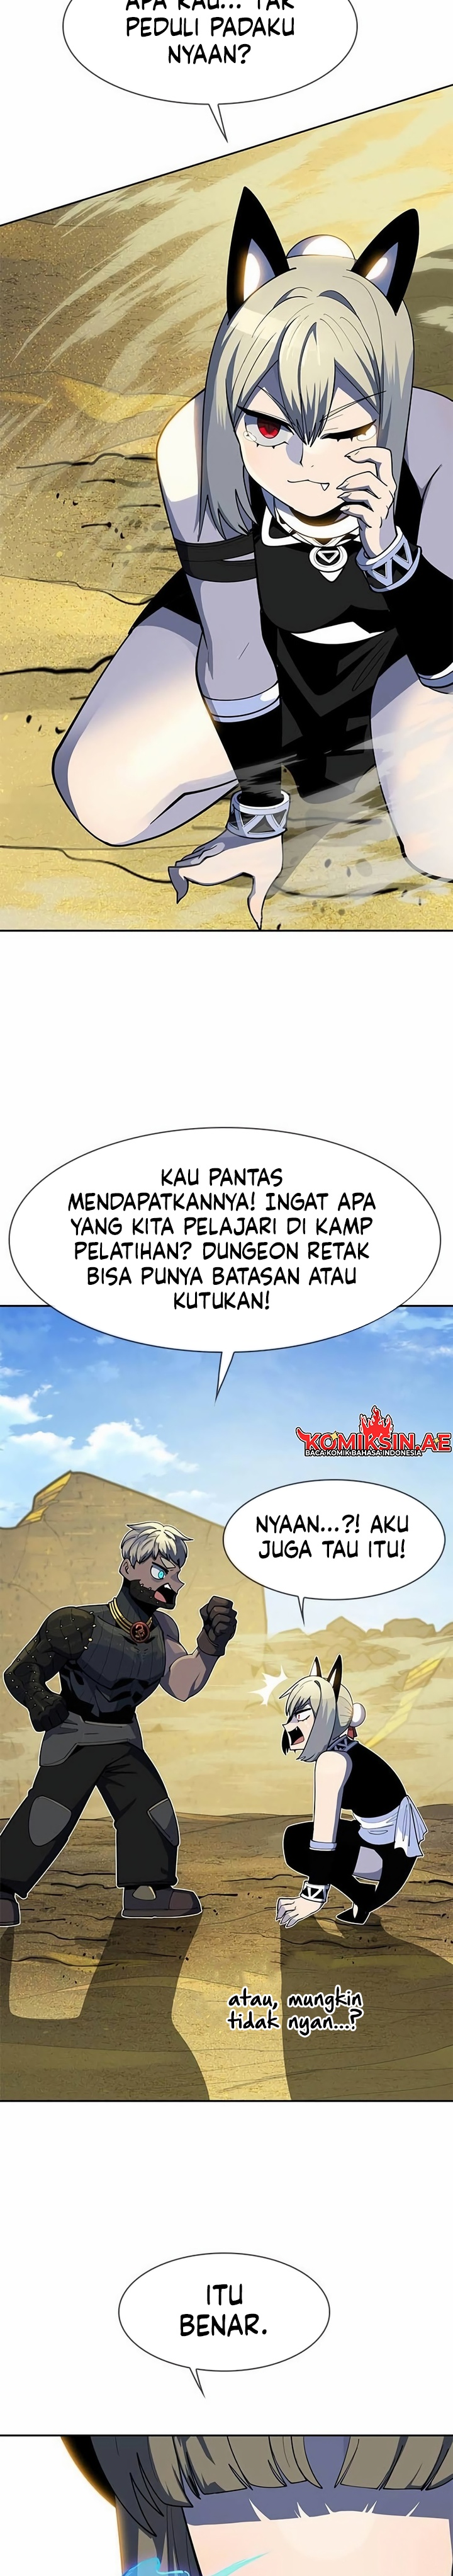 APA KAU... TAK
PEDULI PADAKU
NYAAN?
KAU PANTAS
MENDAPATKANNYA! INGAT APA
YANG KITA PELAJARI DI KAMP
PELATIHAN? DUNGEON RETAK
BISA PUNYA BATASAN ATAU
KUTUKAN!
KOMIKSIN.AE
BACA KOMIK BAHASA INDONESIA
NYAAN...?! AKU
JUGA TAU ITU!
atau, mungkin
tidak nyan...?
ITU
BENAR.